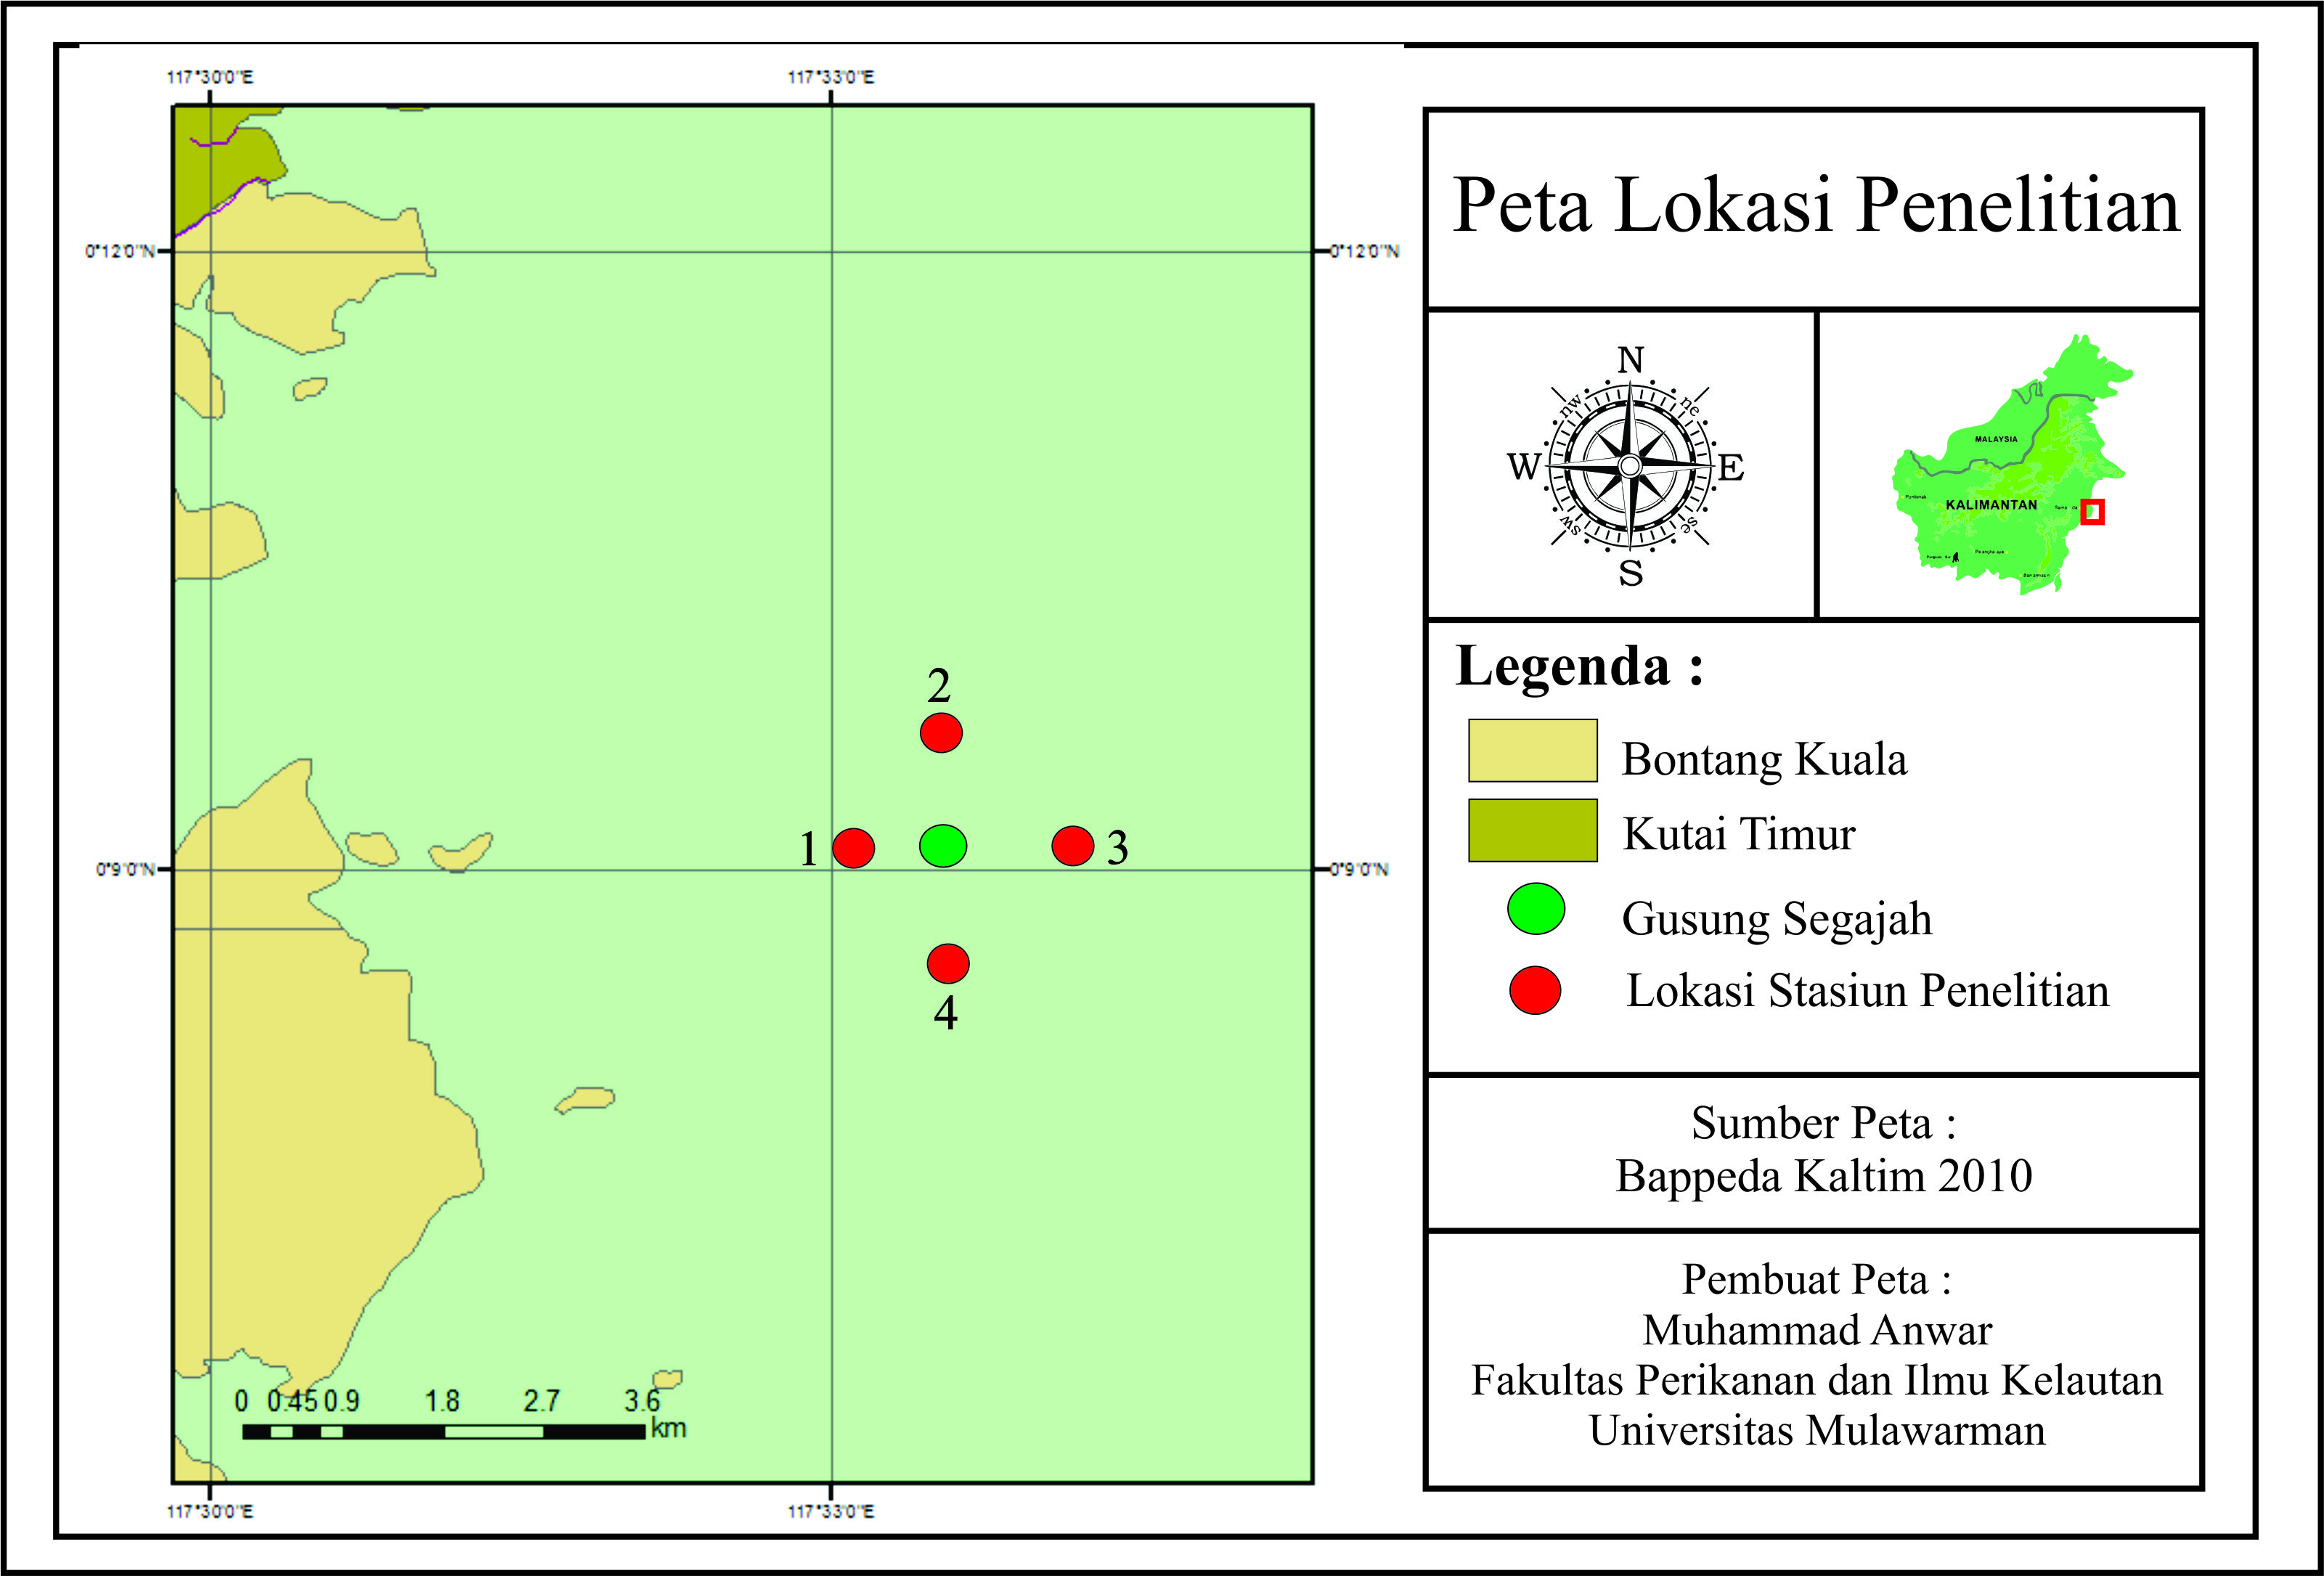 117°30'0"E
117°33'0"E
0°12'0"N
0°12'0"N
2
1
3
0°9'0"N
0°9'0"N
4
0 0.45 0.9 1.8 2.7 3.6
km
117°30'0"E
117°33'0"E
Peta Lokasi Penelitian
N
nw
ne
W
E
sw
se
S
MALAYSIA
KALIMANTAN
Legenda :
Bontang Kuala
Kutai Timur
Gusung Segajah
Lokasi Stasiun Penelitian
Sumber Peta :
Bappeda Kaltim 2010
Pembuat Peta :
Muhammad Anwar
Fakultas Perikanan dan Ilmu Kelautan
Universitas Mulawarman